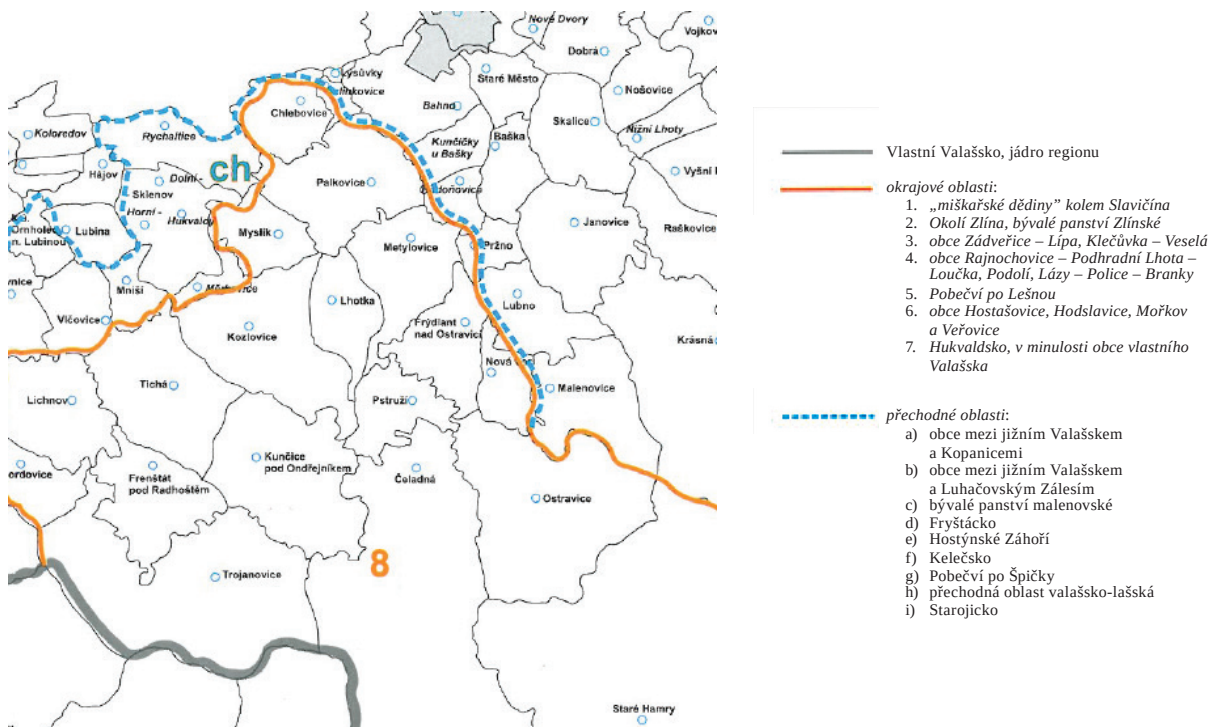 Nové Dvory
Vojkov
Dobrá
Lysůvky
Staré Město
Nošovice
Chlebovice
Bahno
Koloredov
Rychaltice
Skalice
Nižní Lhoty
Kunčičky
u Bašky
Baška
ch
Hájov
Dolní -
Sklenov
Palkovice
Vyšní
Horní -
Hukvaldy
Lubina
n. Lubinou
Myslík
Metylovice
Pržno
Janovice
Raškovice
Mniší
Lhotka
Lubno
Vlčovice
Kozlovice
Frýdlant
nad Ostravicí
Krásná
Nová
Tichá
Malenovice
Lichnov
Pstruží
Kunčice
pod Ondřejníkem
Čeladná
Frenštát
pod Radhoštěm
Ostravice
8
Trojanovice
Staré Hamry
Vlastní Valašsko, jádro regionu
okrajové oblasti:
1. „miškařské dědiny” kolem Slavičína
2. Okolí Zlína, bývalé panství Zlínské
3. obce Zádveřice – Lípa, Klečůvka – Veselá
4. obce Rajnochovice – Podhradní Lhota –
Loučka, Podolí, Lázy – Police – Branky
5. Pobečví po Lešnou
6. obce Hostašovice, Hodslavice, Mořkov
a Veřovice
7. Hukvaldsko, v minulosti obce vlastního
Valašska
přechodné oblasti:
a) obce mezi jižním Valašskem
a Kopanicemi
b) obce mezi jižním Valašskem
a Luhačovským Zálesím
c) bývalé panství malenovské
d) Fryštácko
e) Hostýnské Záhoří
f) Kelečsko
g) Pobečví po Špičky
h) přechodná oblast valašsko-lašská
i) Starojicko